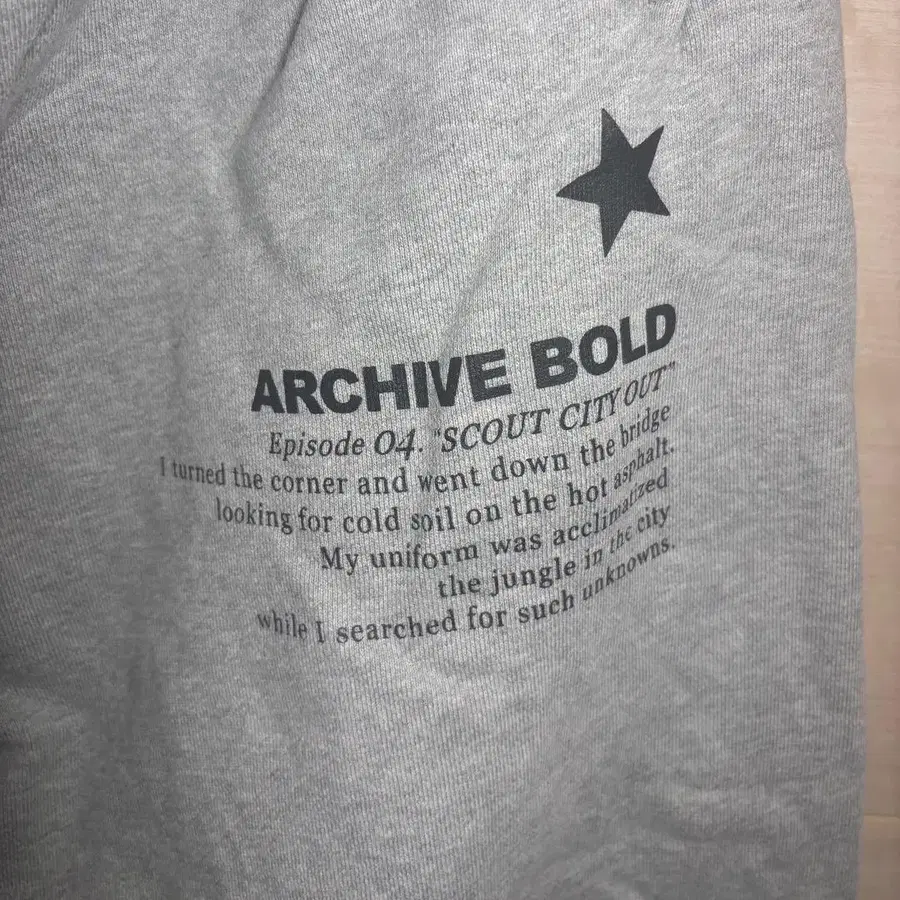 ARCHIVE BOLD
Episode 04. "SCOUT CITY OUT"
I turned the corner and went down the bridge
looking for cold soil on the hot asphalt.
My uniform was acclimatized
the jungle in the city
while I searched for such unknowns.